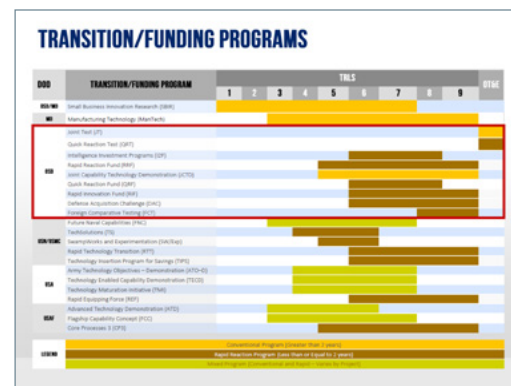 TRANSITION/FUNDING PROGRAMS
DOD TRANSITION/FUNDING PROGRAM TRLS DT&E
1 2 3 4 5 6 7 8 9
Small Business Innovation Research (SBIR)
Manufacturing Technology (ManTech)
Joint Test (JT)
Quick Reaction Test (QRT)
Intelligence Investment Programs (IIP)
OSD
Rapid Reaction Fund (RRF)
Joint Capability Technology Demonstration (JCTD)
Quick Reaction Fund (QRF)
Rapid Innovation Fund (RIF)
Defense Acquisition Challenge (DAC)
Foreign Comparative Testing (FCT)
Future Naval Capabilities (FNC)
TechSolutions (TS)
USN/USMC SwampWorks and Experimentation (SW/Exp)
Rapid Technology Transition (RTT)
Technology Insertion Program for Savings (TIPS)
Army Technology Objectives – Demonstration (ATO-D)
USA Technology Enabled Capability Demonstration (TECD)
Technology Maturation Initiative (TMI)
Rapid Equipping Force (REF)
Advanced Technology Demonstration (ATD)
USAF Flagship Capability Concept (FCC)
Core Processes 3 (CP3)
Conventional Program (Greater than 2 years)
LEGEND Rapid Reaction Program (Less than or Equal to 2 years)
Mixed Program (Conventional and Rapid – Varies by Project)